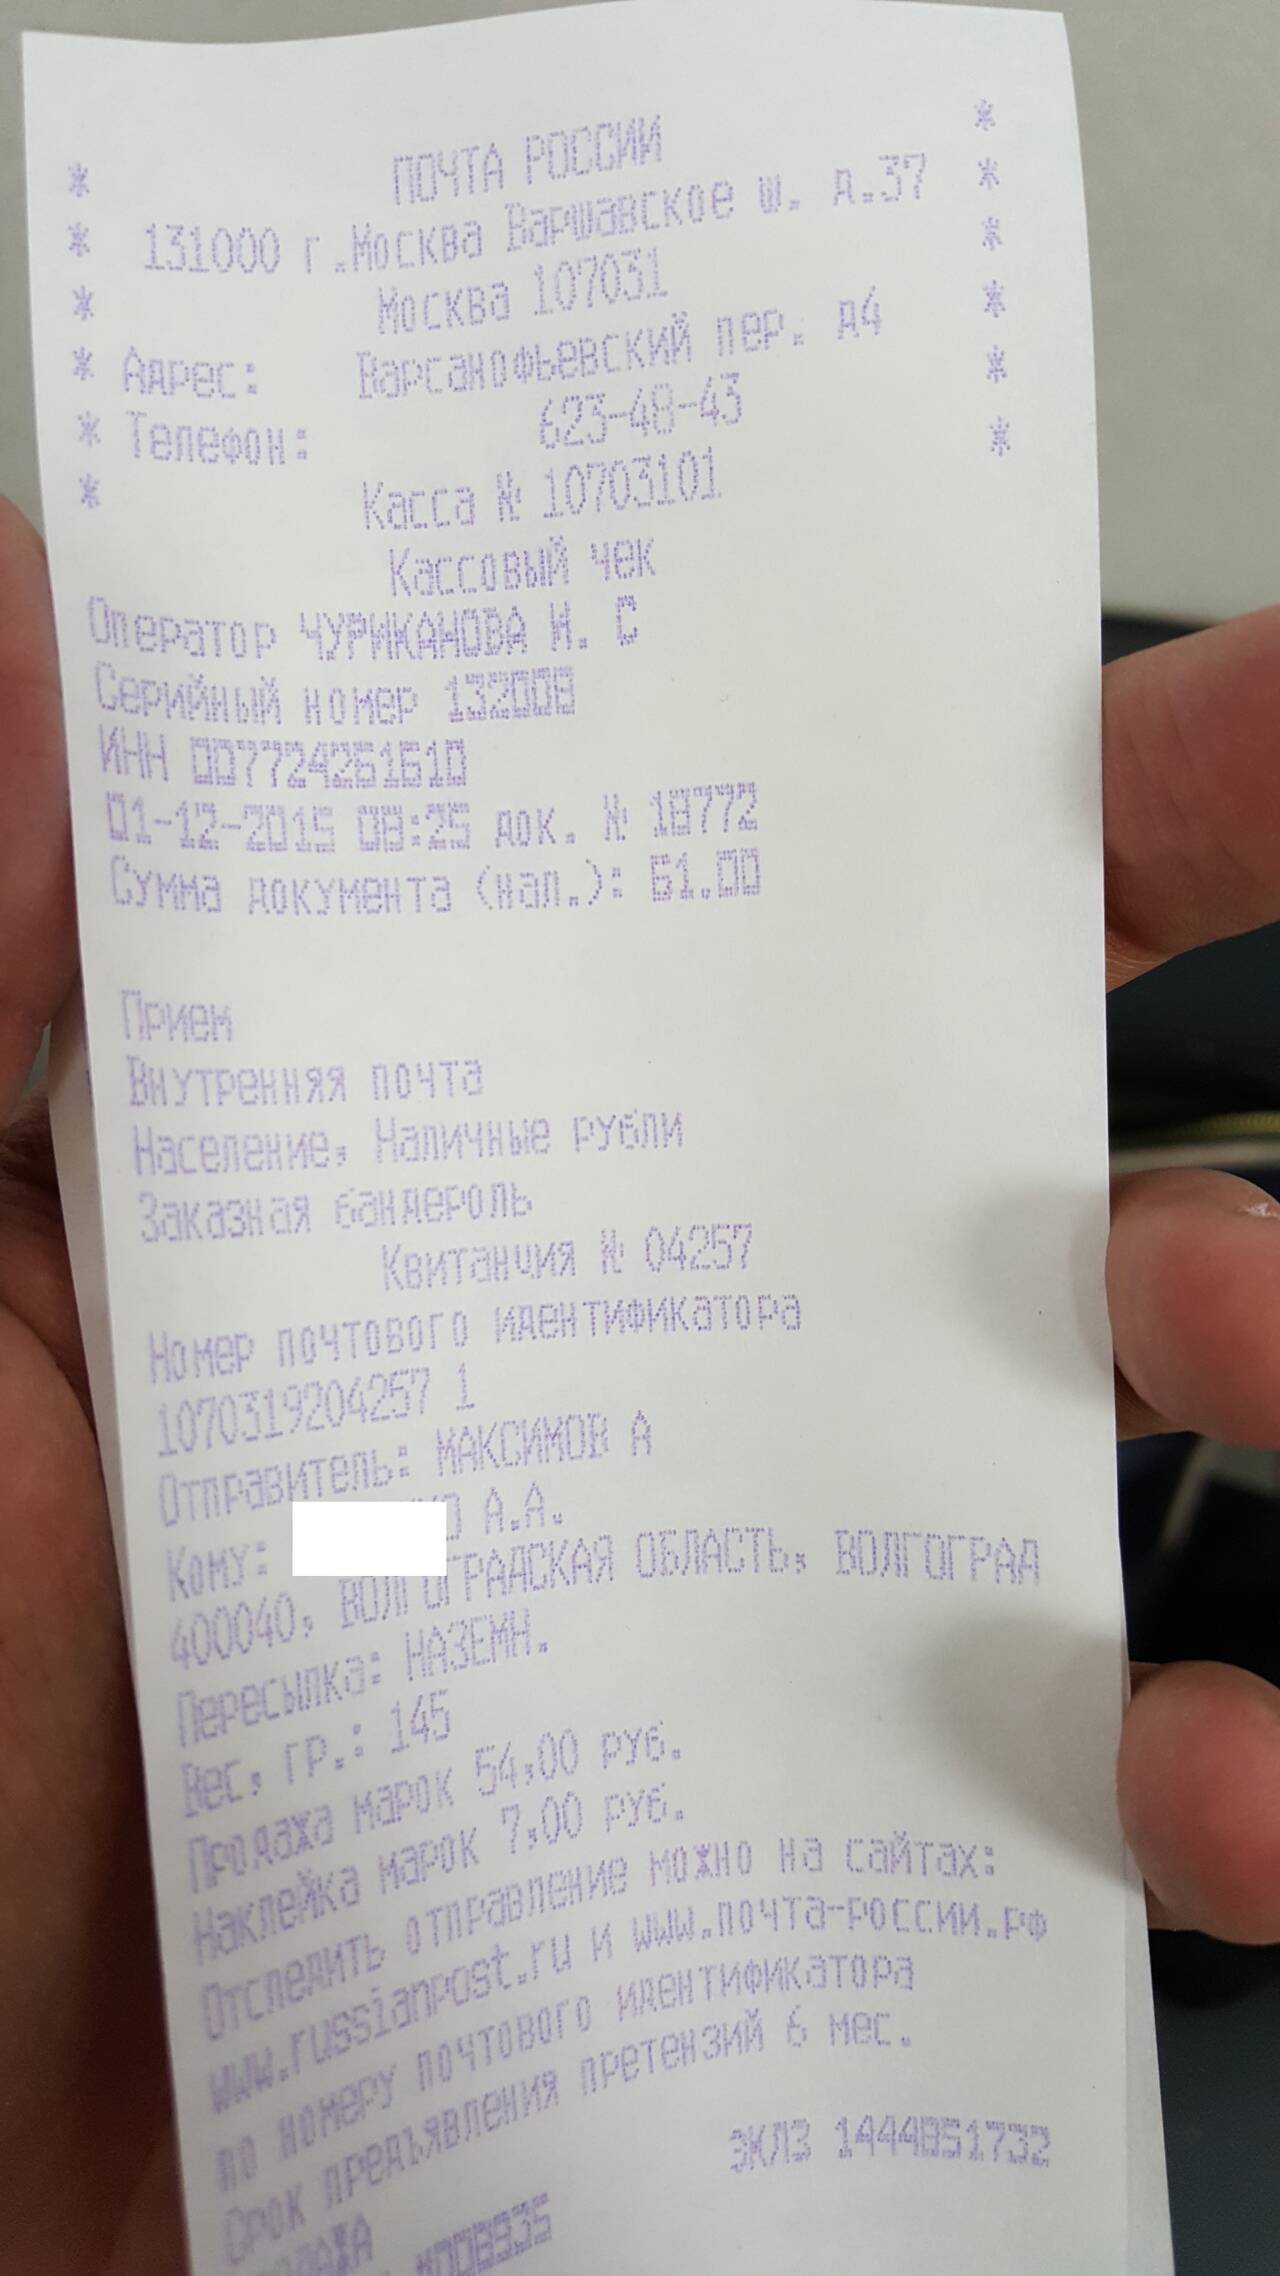 * ПОЧТА РОССИИ *
* 131000 г.Москва Варшавское ш. д.37 *
* Москва 107031 *
* Адрес: Варсанофьевский пер. д4 *
* Телефон: 623-48-43 *
* Касса № 10703101 *
Кассовый чек
Оператор ЧУРИКАНОВА Н. С
Серийный номер 132008
ИНН 007724261610
01-12-2015 08:25 док. № 18772
Сумма документа (нал.): 61.00
Прием
Внутренняя почта
Население, Наличные рубли
Заказная бандероль
Квитанция № 04257
Номер почтового идентификатора
1070319204257 1
Отправитель: МАКСИМОВ А
Кому: А.А.
400040, ВОЛГОГРАДСКАЯ ОБЛАСТЬ, ВОЛГОГРАД
Пересылка: НАЗЕМН.
Вес, гр.: 145
Продажа марок 54,00 руб.
Наклейка марок 7,00 руб.
Отследить отправление можно на сайтах:
www.russianpost.ru и www.почта-россии.рф
по номеру почтового идентификатора
Срок предъявления претензий 6 мес.
ЭКЛЗ 1444851732